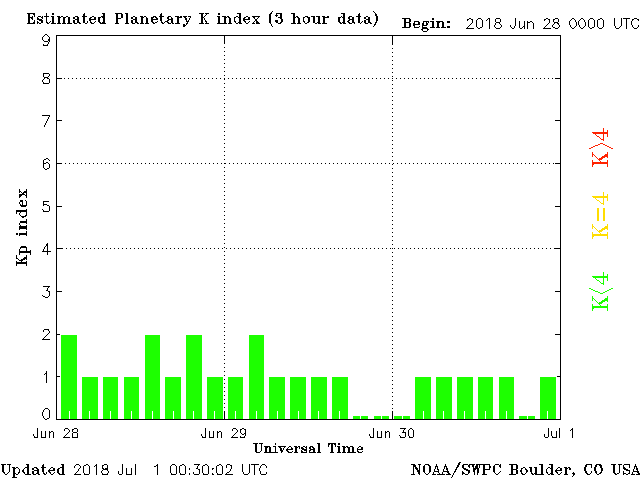 Estimated Planetary K index (3 hour data)
Begin: 2018 Jun 28 0000 UTC
9
8
7
6
5
4
3
2
1
0
Kp index
K>4
K=4
K<4
Jun 28
Jun 29
Jun 30
Jul 1
Universal Time
Updated 2018 Jul 1 00:30:02 UTC
NOAA/SWPC Boulder, CO USA